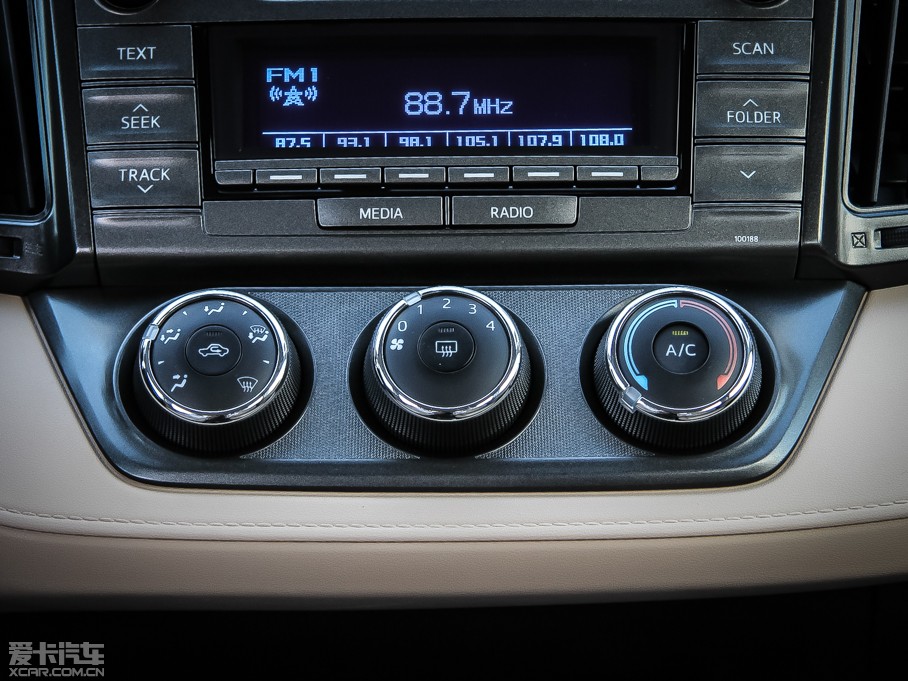 TEXT
SCAN
FM1
88.7MHz
SEEK
FOLDER
87.5 93.1 98.1 105.1 107.9 108.0
TRACK
MEDIA
RADIO
100188
0 1 2 3 4
A/C
爱卡汽车
XCAR.COM.CN